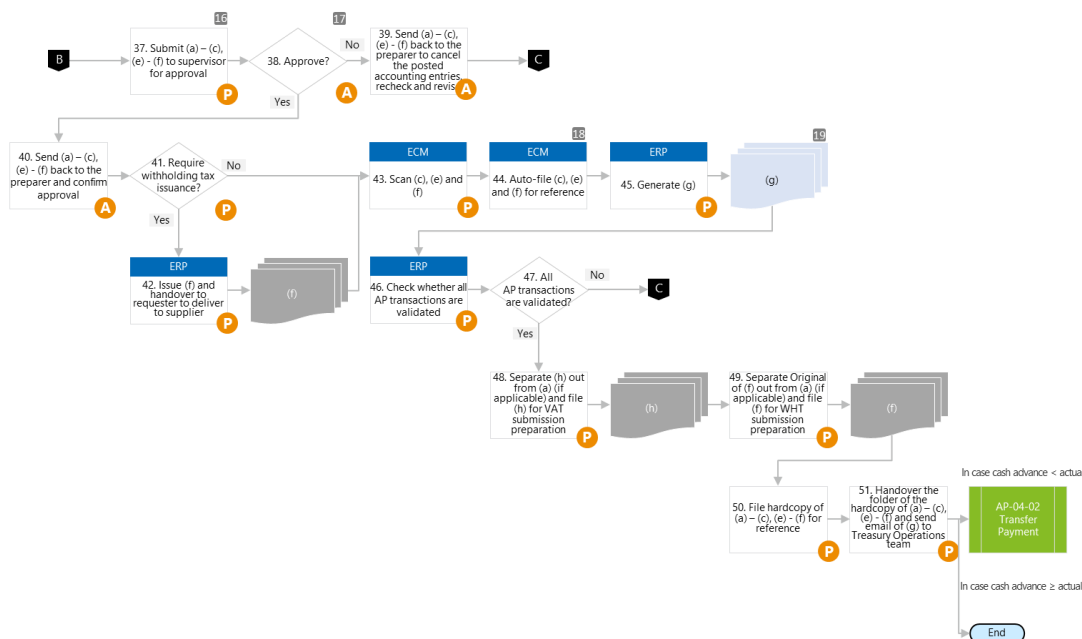 16
17
B
37. Submit (a) – (c),
(e) - (f) to supervisor
for approval
P
38. Approve?
A
No
39. Send (a) – (c),
(e) - (f) back to the
preparer to cancel
the posted
accounting entries,
recheck and revise
A
C
Yes
40. Send (a) – (c),
(e) - (f) back to the
preparer and confirm
approval
A
41. Require
withholding tax
issuance?
P
No
ECM
43. Scan (c), (e) and
(f)
P
18
ECM
44. Auto-file (c), (e)
and (f) for reference
ERP
45. Generate (g)
P
19
(g)
Yes
ERP
42. Issue (f) and
handover to
requester to deliver
to supplier
P
(f)
ERP
46. Check whether all
AP transactions are
validated
P
47. All
AP transactions
are validated?
No
C
Yes
48. Separate (h) out
from (a) (if
applicable) and file
(h) for VAT
submission
preparation
P
(h)
49. Separate Original
of (f) out from (a) (if
applicable) and file
(f) for WHT
submission
preparation
P
(f)
50. File hardcopy of
(a) – (c), (e) - (f) for
reference
P
51. Handover the
folder of the
hardcopy of (a) – (c),
(e) - (f) and send
email of (g) to
Treasury Operations
team
P
In case cash advance < actual
AP-04-02
Transfer
Payment
In case cash advance ≥ actual
End